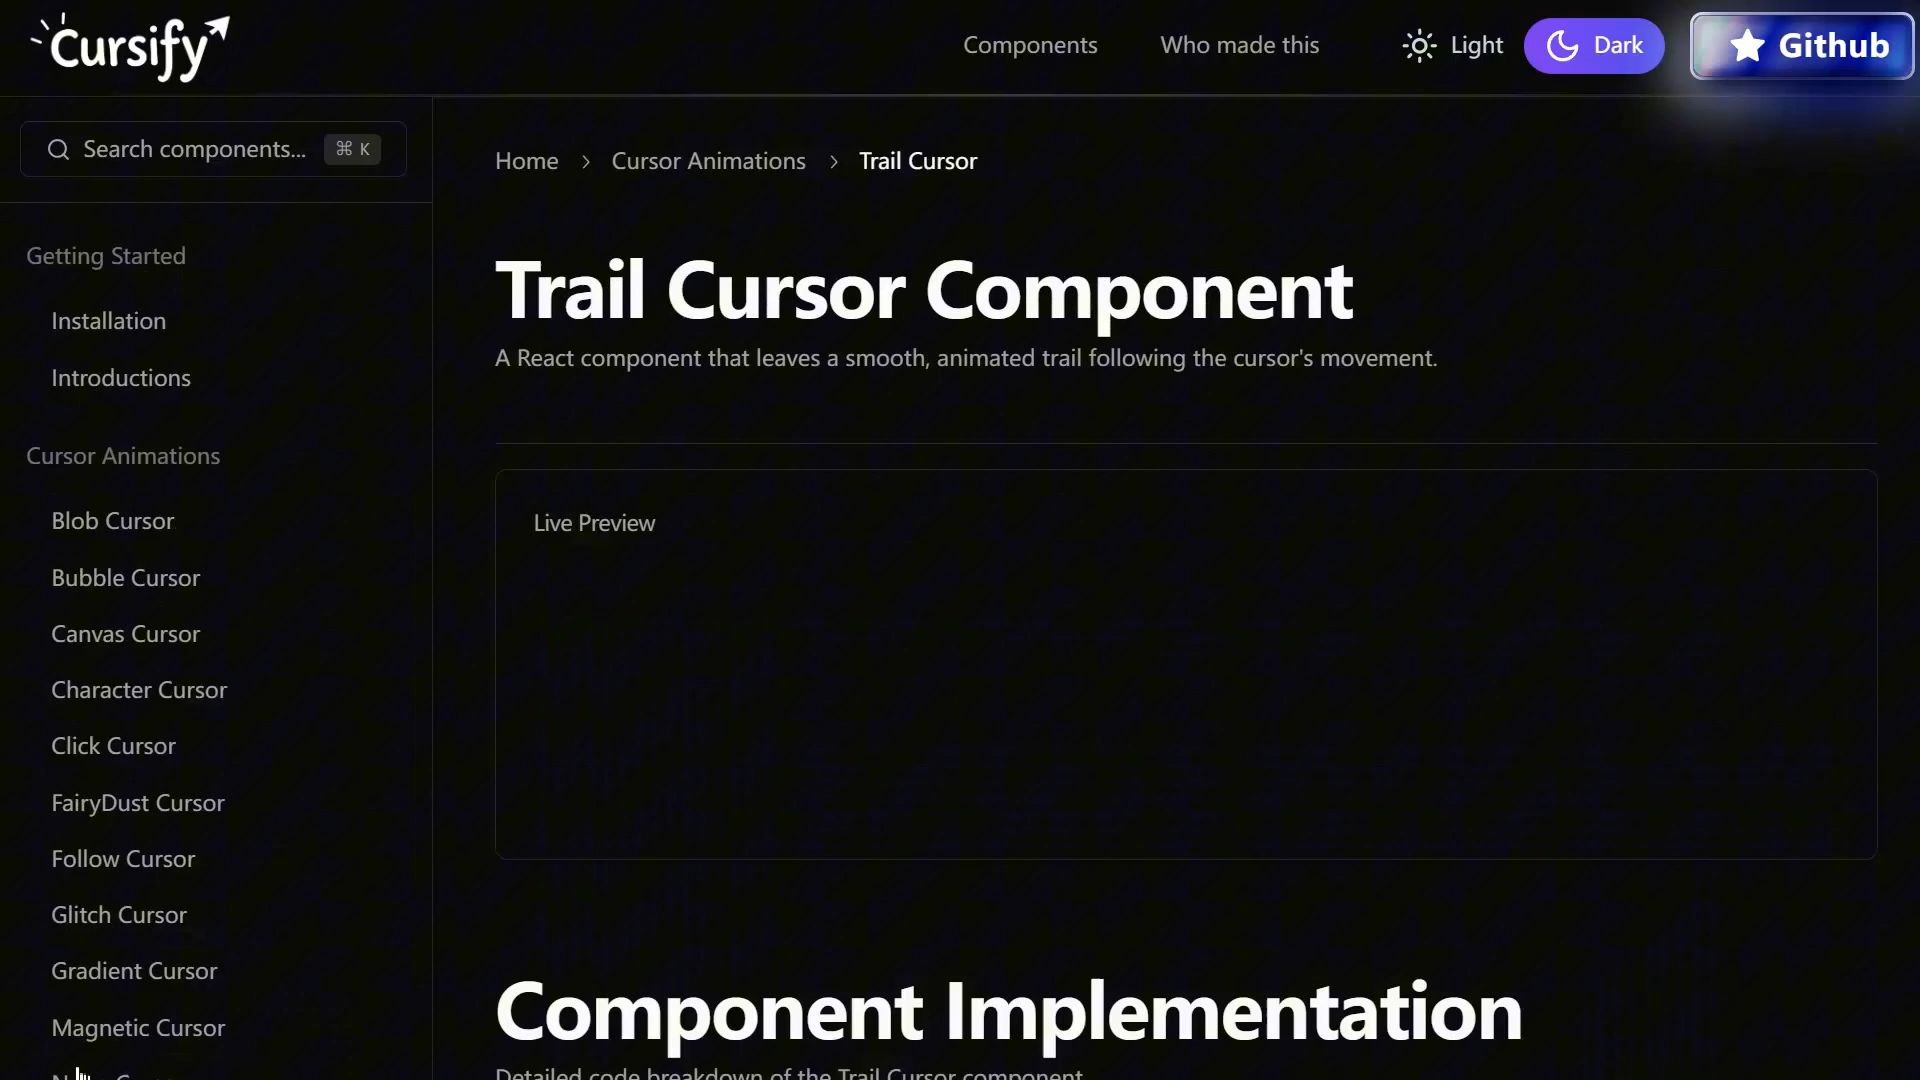 Cursify
Components
Who made this
Light
Dark
Github
Search components...
⌘ K
Home
Cursor Animations
Trail Cursor
Getting Started
Installation
Introductions
Cursor Animations
Blob Cursor
Bubble Cursor
Canvas Cursor
Character Cursor
Click Cursor
FairyDust Cursor
Follow Cursor
Glitch Cursor
Gradient Cursor
Magnetic Cursor
Trail Cursor Component
A React component that leaves a smooth, animated trail following the cursor's movement.
Live Preview
Component Implementation
Detailed code breakdown of the Trail Cursor component